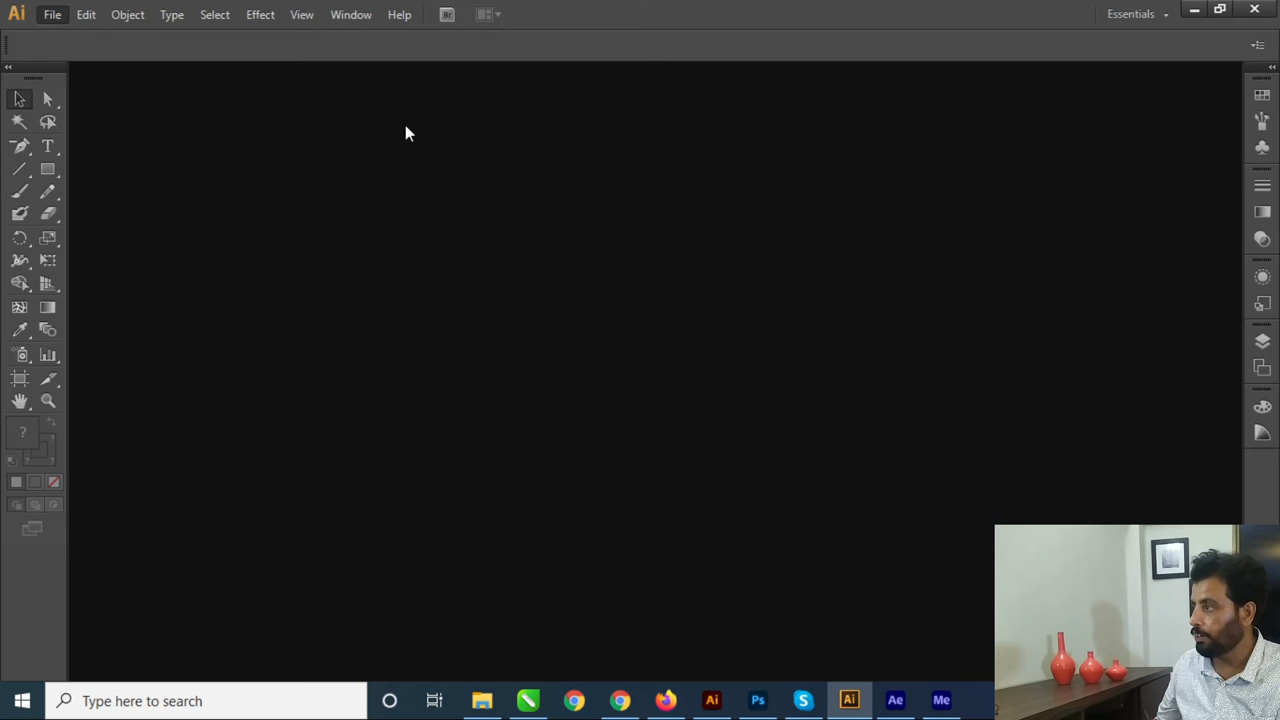 Ai File Edit Object Type Select Effect View Window Help Br Essentials
T
?
Type here to search Ai Ps S Ai Ae Me